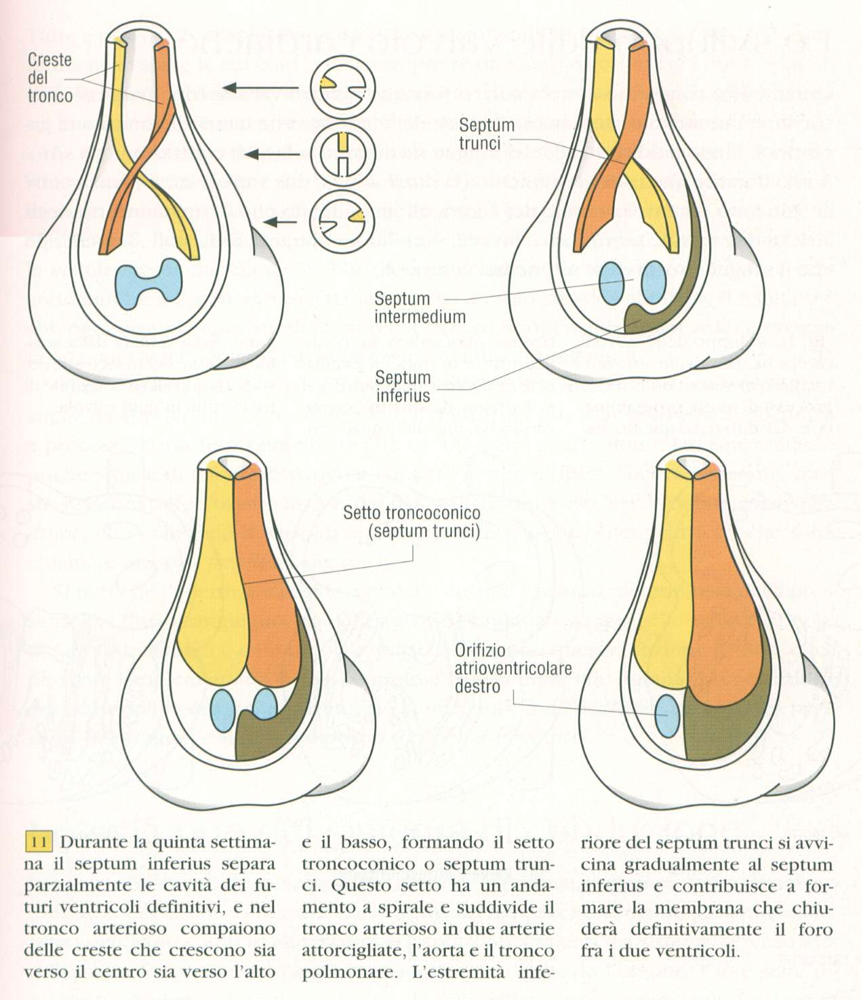 Creste
del
tronco
Septum
trunci
Septum
intermedium
Septum
inferius
Setto troncoconico
(septum trunci)
Orifizio
atrioventricolare
destro
11 Durante la quinta settima-
na il septum inferius separa
parzialmente le cavità dei fu-
turi ventricoli definitivi, e nel
tronco arterioso compaiono
delle creste che crescono sia
verso il centro sia verso l'alto
e il basso, formando il setto
troncoconico o septum trun-
ci. Questo setto ha un anda-
mento a spirale e suddivide il
tronco arterioso in due arterie
attorcigliate, l'aorta e il tronco
polmonare. L'estremità infe-
riore del septum trunci si avvi-
cina gradualmente al septum
inferius e contribuisce a for-
mare la membrana che chiu-
derà definitivamente il foro
fra i due ventricoli.